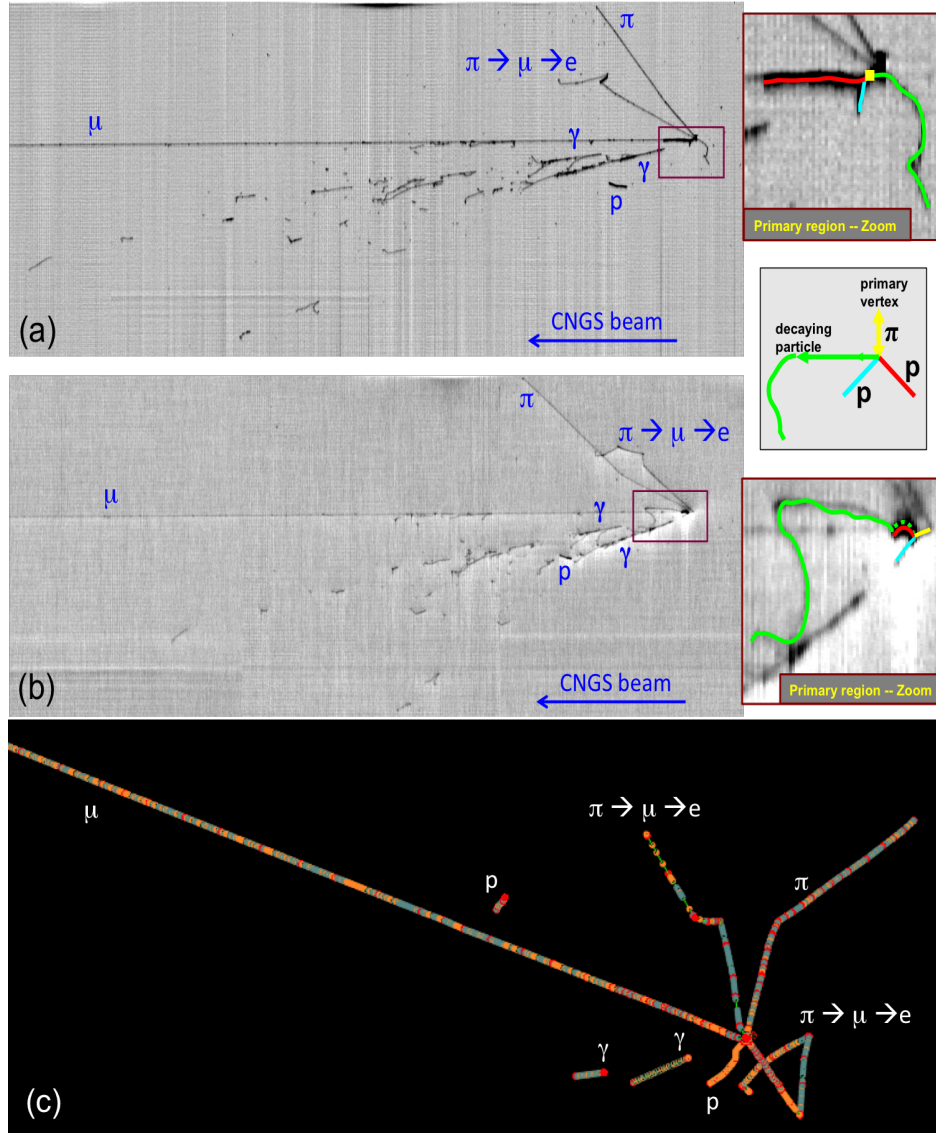 π
π → μ → e
μ
γ
γ
p
(a)
CNGS beam
Primary region -- Zoom
primary
vertex
decaying
particle
π
p
p
π
π → μ → e
μ
γ
γ
p
(b)
CNGS beam
Primary region -- Zoom
π → μ → e
μ
p
π
π → μ → e
γ
γ
p
(c)